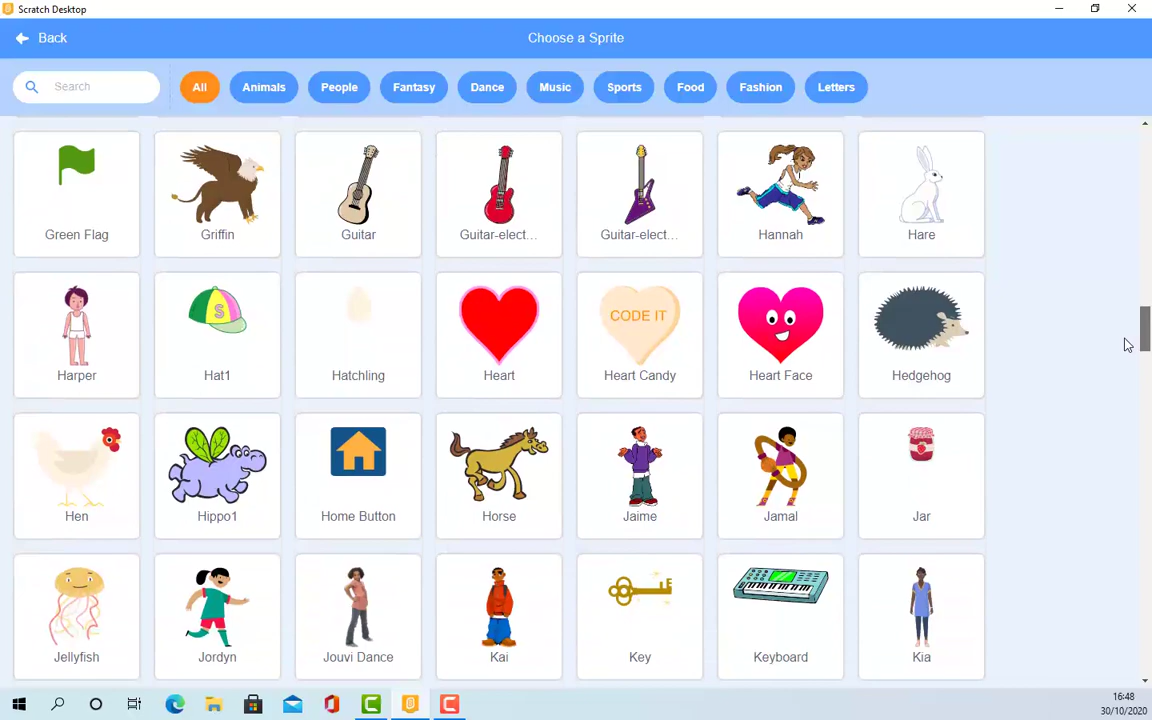 Scratch Desktop
Back
Choose a Sprite
Search
All
Animals
People
Fantasy
Dance
Music
Sports
Food
Fashion
Letters
Green Flag
Griffin
Guitar
Guitar-elect...
Guitar-elect...
Hannah
Hare
S
CODE IT
Harper
Hat1
Hatchling
Heart
Heart Candy
Heart Face
Hedgehog
Hen
Hippo1
Home Button
Horse
Jaime
Jamal
Jar
Jellyfish
Jordyn
Jouvi Dance
Kai
Key
Keyboard
Kia
16:48
30/10/2020